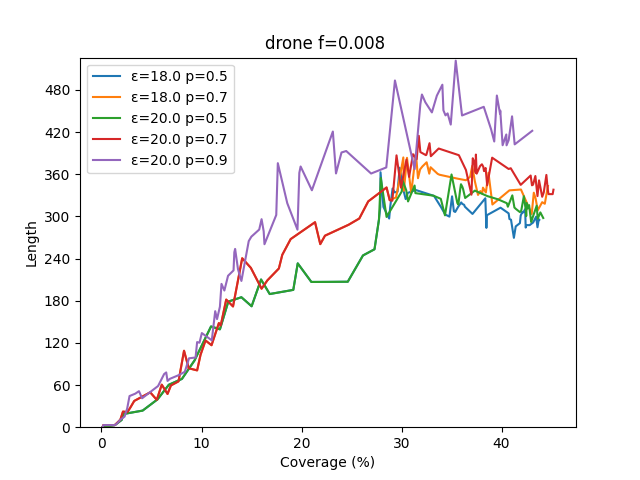 drone f=0.008
ε=18.0 p=0.5
ε=18.0 p=0.7
ε=20.0 p=0.5
ε=20.0 p=0.7
ε=20.0 p=0.9
Length
480
420
360
300
240
180
120
60
0
0 10 20 30 40
Coverage (%)